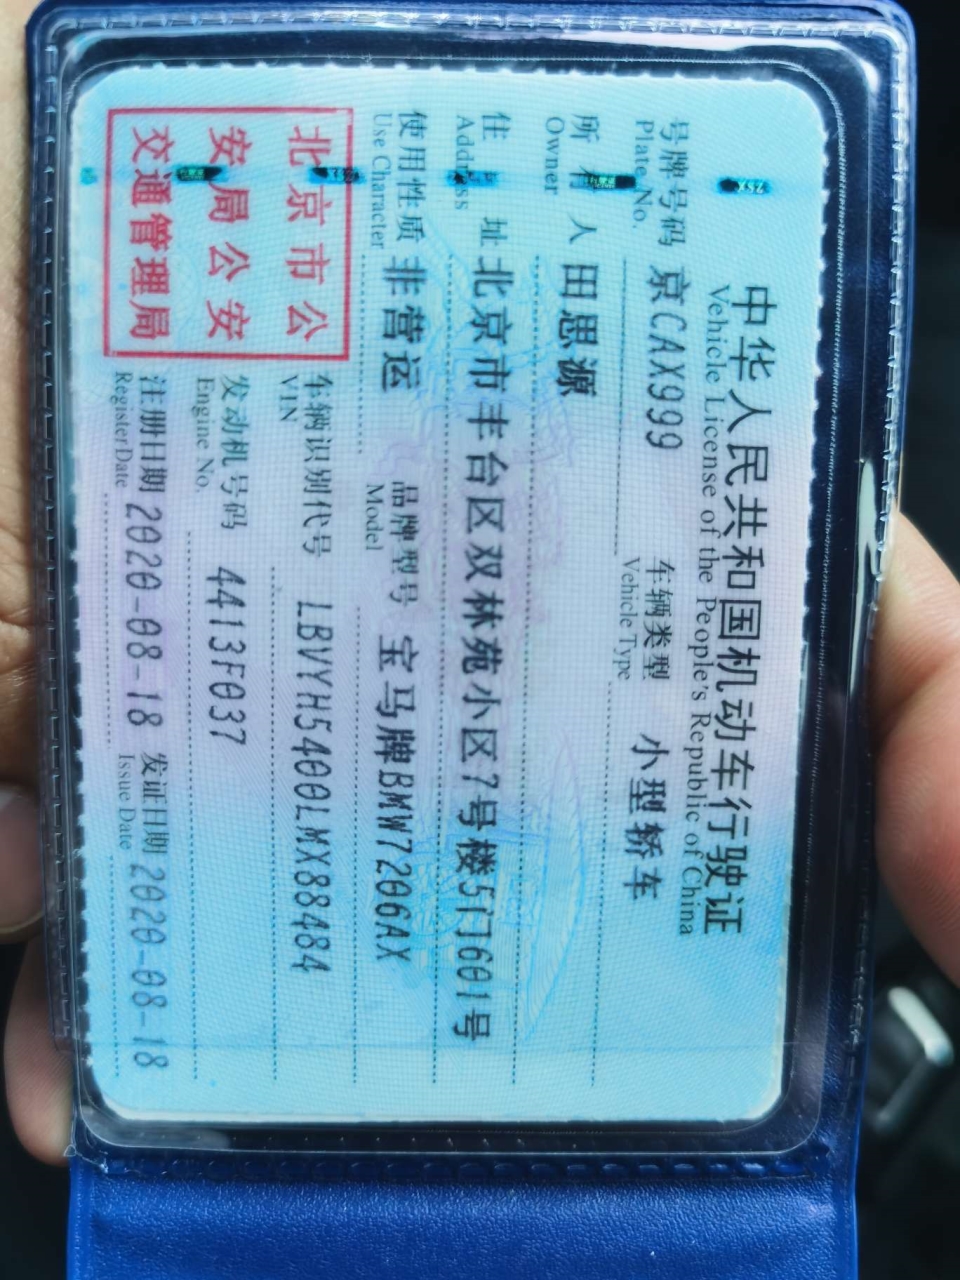 中华人民共和国机动车行驶证
Vehicle License of the People's Republic of China
号牌号码 京CAX999 车辆类型 小型轿车
Plate No. Vehicle Type
所有人 田思源
Owner
住址 北京市丰台区双林苑小区7号楼5门601号
Address
使用性质 非营运 品牌型号 宝马牌BMW7206AX
Use Character Model
车辆识别代号 LBVYH5400LMX88484
VIN
发动机号码 4413F037
Engine No.
注册日期 2020-08-18 发证日期 2020-08-18
Register Date Issue Date
北京市公
安局公安
交通管理局